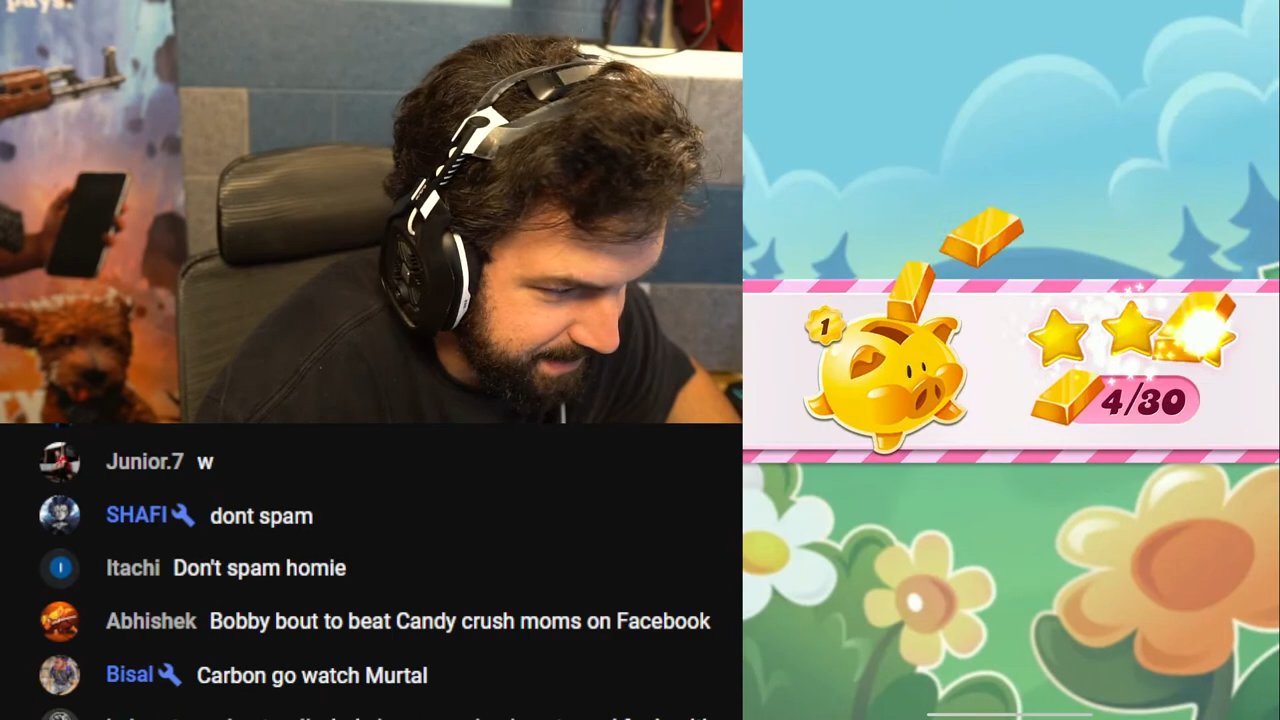 pays.
1
4/30
Junior.7 w
SHAFI dont spam
Itachi Don't spam homie
Abhishek Bobby bout to beat Candy crush moms on Facebook
Bisal Carbon go watch Murtal